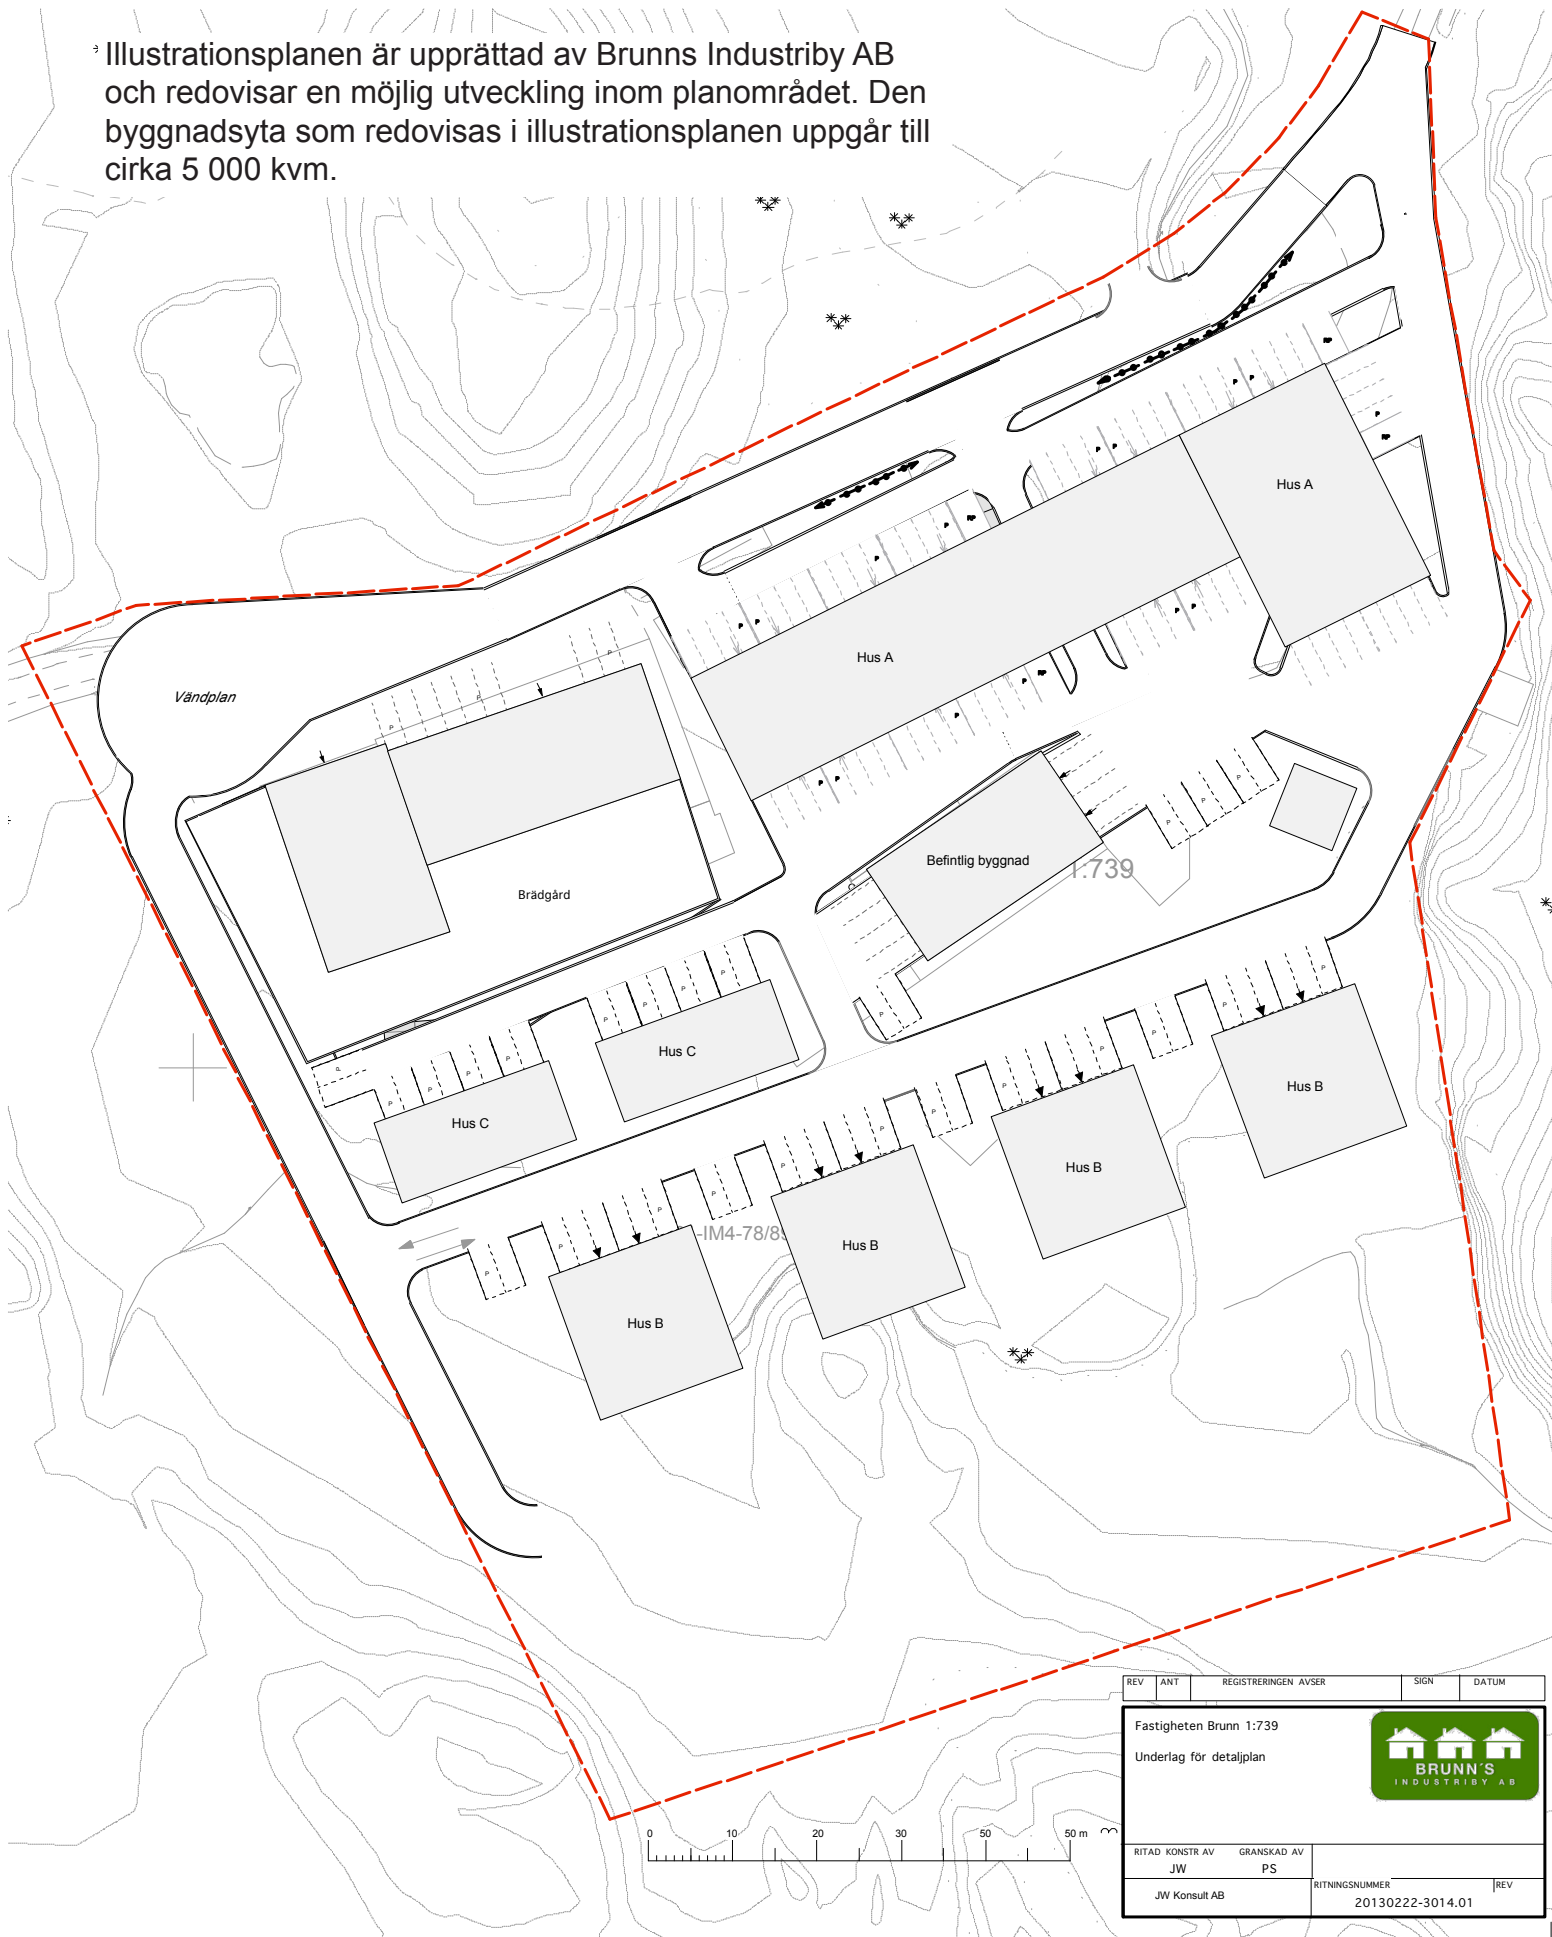 Illustrationsplanen är upprättad av Brunns Industriby AB
och redovisar en möjlig utveckling inom planområdet. Den
byggnadsyta som redovisas i illustrationsplanen uppgår till
cirka 5 000 kvm.
Hus A
Hus A
Vändplan
Befintlig byggnad
1:739
Brädgård
Hus C
Hus C
Hus B
Hus B
Hus B
Hus B
-IM4-78/8
0 10 20 30 50 50 m
REV ANT REGISTRERINGEN AVSER SIGN DATUM
Fastigheten Brunn 1:739
Underlag för detaljplan
BRUNN´S
INDUSTRIBY AB
RITAD KONSTR AV GRANSKAD AV
JW PS
JW Konsult AB
RITNINGSNUMMER REV
20130222-3014.01